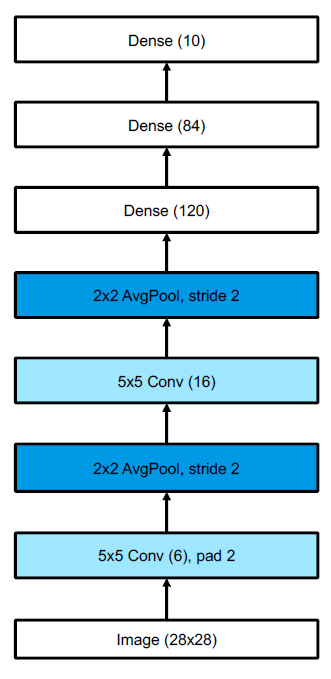 Dense (10)
Dense (84)
Dense (120)
2x2 AvgPool, stride 2
5x5 Conv (16)
2x2 AvgPool, stride 2
5x5 Conv (6), pad 2
Image (28x28)